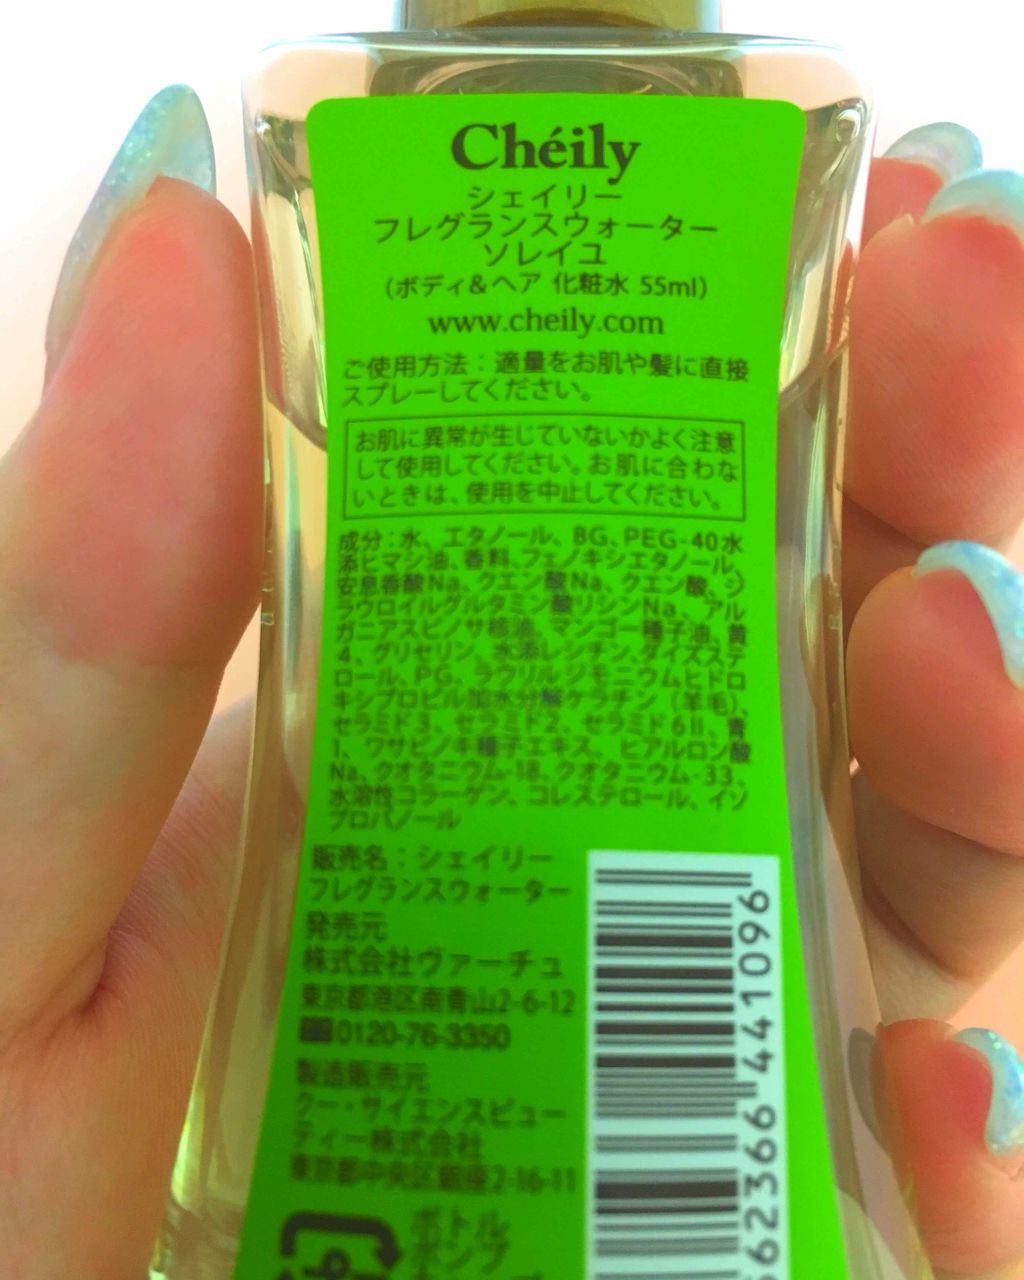 Chéily
シェイリー
フレグランスウォーター
ソレイユ
（ボディ＆ヘア 化粧水 55ml）
www.cheily.com
ご使用方法：適量をお肌や髪に直接
スプレーしてください。
お肌に異常が生じていないかよく注意
して使用してください。お肌に合わな
いときは、使用を中止してください。
成分：水、エタノール、BG、PEG-40水
添ヒマシ油、香料、フェノキシエタノール、
安息香酸Na、クエン酸Na、クエン酸、ジ
ラウロイルグルタミン酸リシンNa、アル
ガニアスピノサ核油、マンゴー種子油、黄
4、グリセリン、水添レシチン、ダイズステ
ロール、PG、ラウリルジモニウムヒドロ
キシプロピル加水分解ケラチン（羊毛）、
セラミド3、セラミド2、セラミド6Ⅱ、青
1、ワサビノキ種子エキス、ヒアルロン酸
Na、クオタニウム-18、クオタニウム-33、
水溶性コラーゲン、コレステロール、イソ
プロパノール
販売名：シェイリー
フレグランスウォーター
発売元
株式会社ヴァーチュ
東京都港区南青山2-6-12
0120-76-3350
製造販売元
クー・サイエンスビュー
ティー株式会社
東京都中央区銀座2-16-11
ボトル
ポンプ
62366 441096